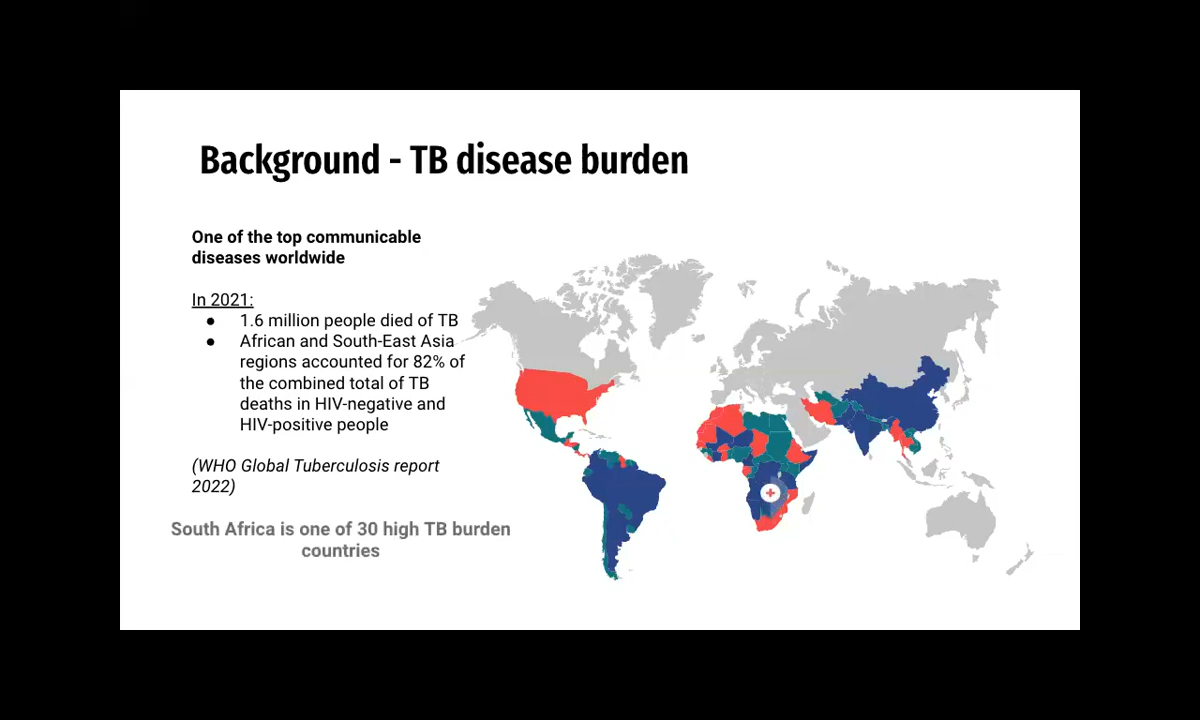 Background - TB disease burden
One of the top communicable
diseases worldwide
In 2021:
● 1.6 million people died of TB
● African and South-East Asia
regions accounted for 82% of
the combined total of TB
deaths in HIV-negative and
HIV-positive people
(WHO Global Tuberculosis report
2022)
South Africa is one of 30 high TB burden
countries